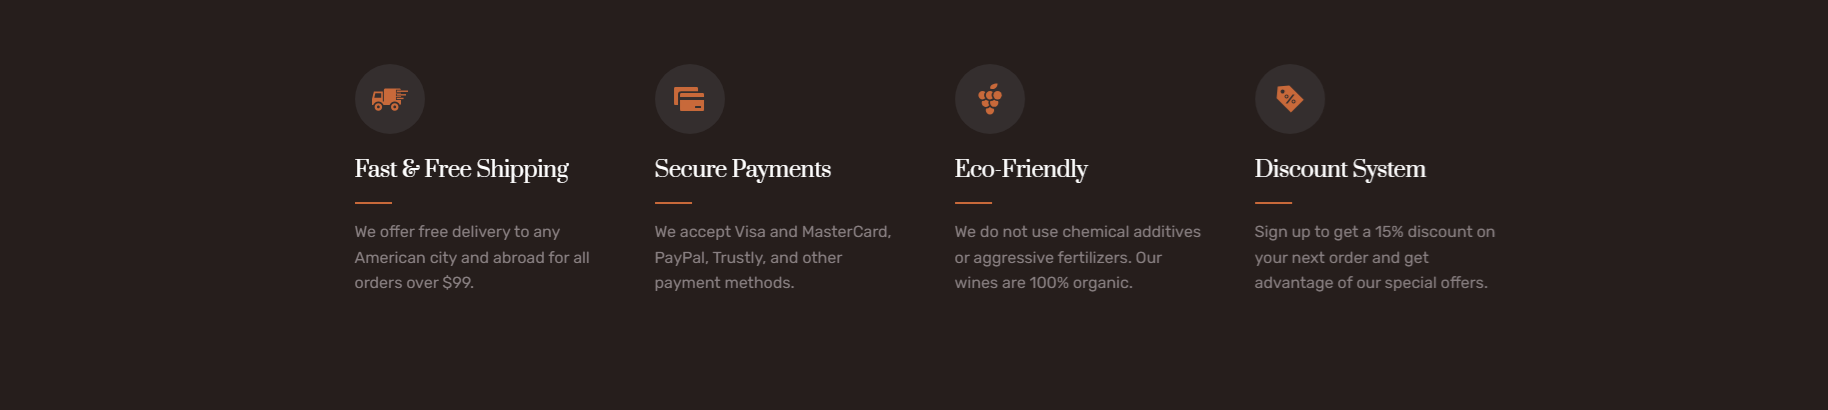 Fast & Free Shipping
We offer free delivery to any
American city and abroad for all
orders over $99.
Secure Payments
We accept Visa and MasterCard,
PayPal, Trustly, and other
payment methods.
Eco-Friendly
We do not use chemical additives
or aggressive fertilizers. Our
wines are 100% organic.
Discount System
Sign up to get a 15% discount on
your next order and get
advantage of our special offers.